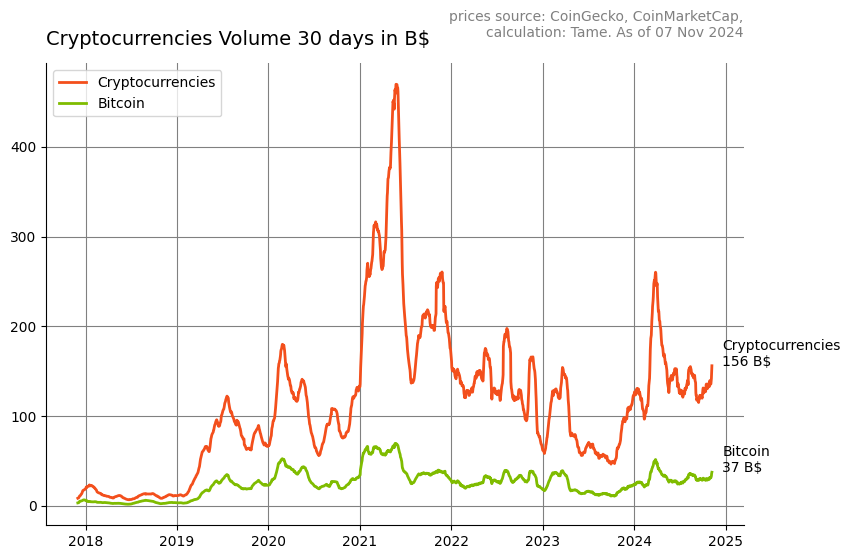 prices source: CoinGecko, CoinMarketCap,
calculation: Tame. As of 07 Nov 2024
Cryptocurrencies Volume 30 days in B$
Cryptocurrencies
Bitcoin
400
300
200
100
0
Cryptocurrencies
156 B$
Bitcoin
37 B$
2018 2019 2020 2021 2022 2023 2024 2025